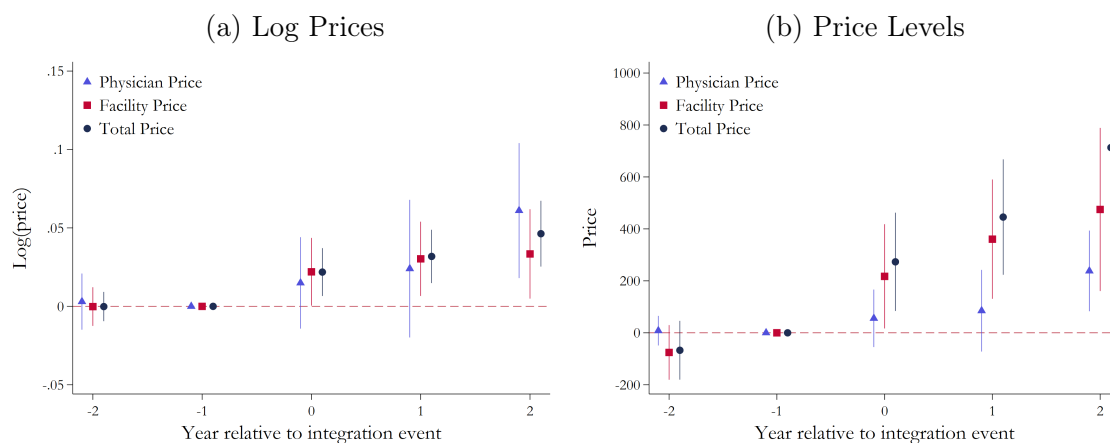 (a) Log Prices
.15
.1
.05
0
-.05
Log(price)
Physician Price
Facility Price
Total Price
-2 -1 0 1 2
Year relative to integration event
(b) Price Levels
1000
800
600
400
200
0
-200
Price
Physician Price
Facility Price
Total Price
-2 -1 0 1 2
Year relative to integration event